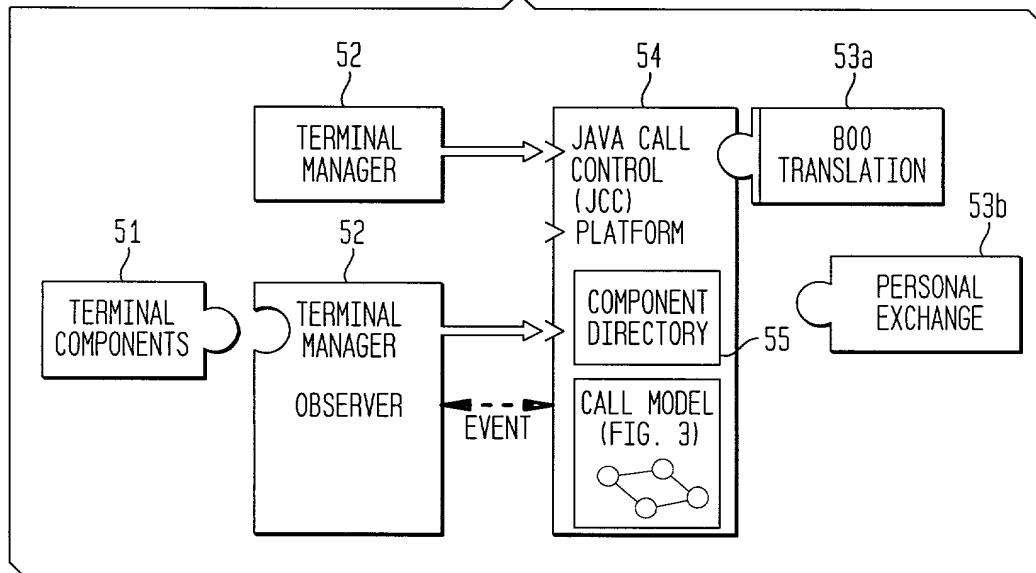 52
54
53a
TERMINAL
MANAGER
JAVA CALL
CONTROL
(JCC)
PLATFORM
800
TRANSLATION
51
52
53b
TERMINAL
COMPONENTS
TERMINAL
MANAGER
OBSERVER
COMPONENT
DIRECTORY
55
PERSONAL
EXCHANGE
EVENT
CALL MODEL
(FIG. 3)